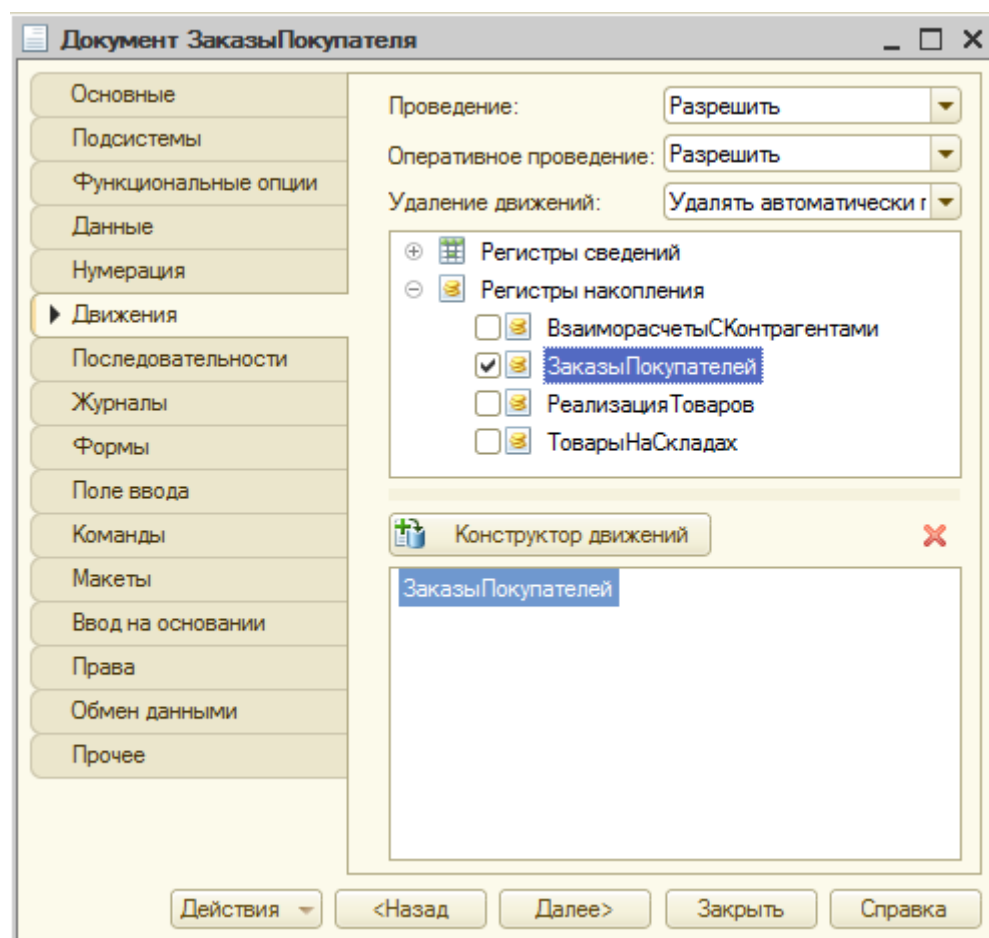 Документ ЗаказыПокупателя
Основные
Подсистемы
Функциональные опции
Данные
Нумерация
Движения
Последовательности
Журналы
Формы
Поле ввода
Команды
Макеты
Ввод на основании
Права
Обмен данными
Прочее
Проведение: Разрешить
Оперативное проведение: Разрешить
Удаление движений: Удалять автоматически г
Регистры сведений
Регистры накопления
ВзаиморасчетыСКонтрагентами
ЗаказыПокупателей
РеализацияТоваров
ТоварыНаСкладах
Конструктор движений
ЗаказыПокупателей
Действия <Назад Далее> Закрыть Справка